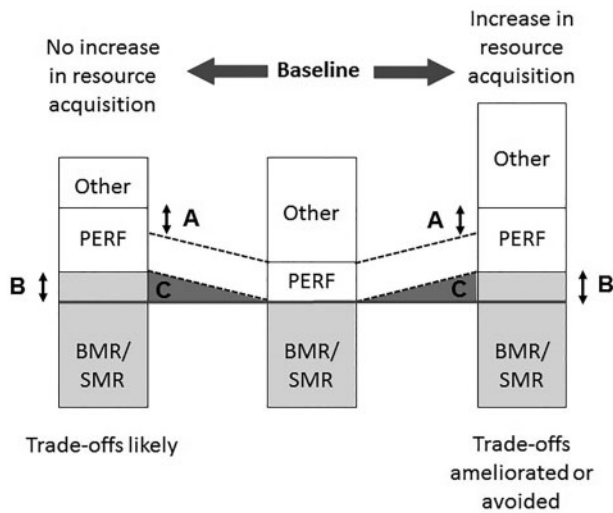 No increase
in resource
acquisition
Baseline
Increase in
resource
acquisition
Other
PERF
A
B
C
BMR/
SMR
Other
PERF
BMR/
SMR
Other
A
PERF
C
B
BMR/
SMR
Trade-offs likely
Trade-offs
ameliorated or
avoided